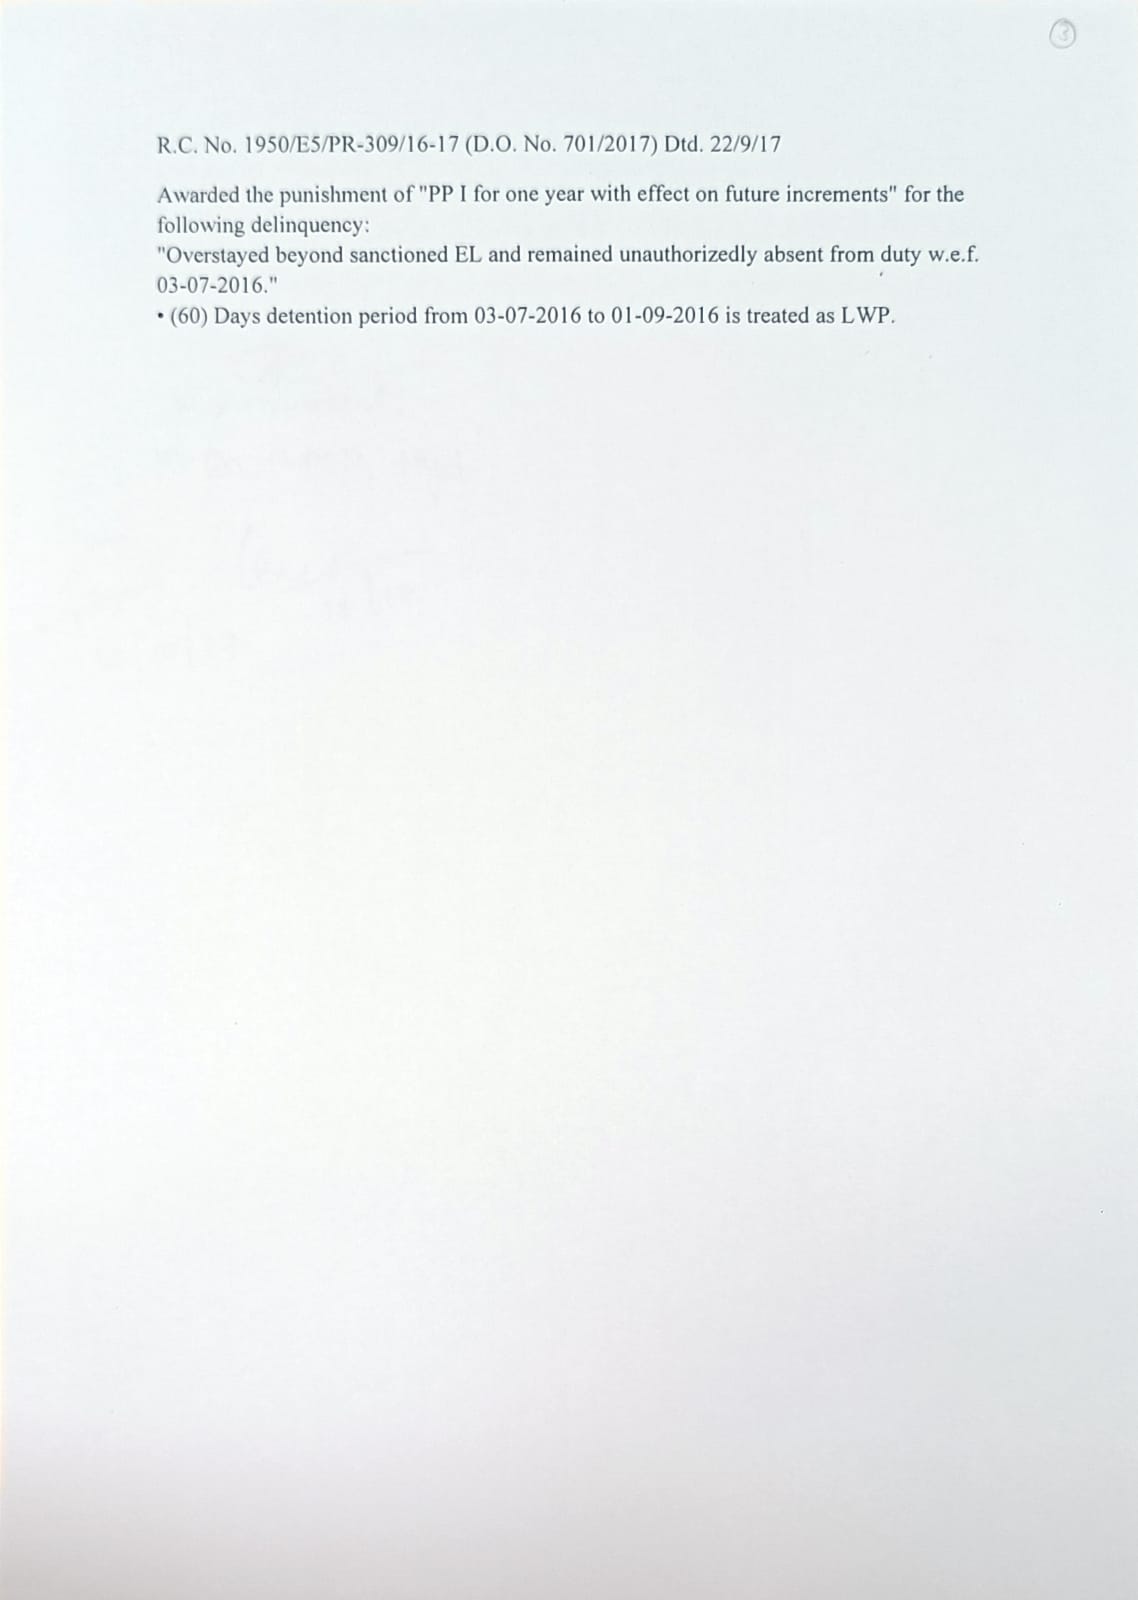 3
R.C. No. 1950/E5/PR-309/16-17 (D.O. No. 701/2017) Dtd. 22/9/17
Awarded the punishment of "PP I for one year with effect on future increments" for the
following delinquency:
"Overstayed beyond sanctioned EL and remained unauthorizedly absent from duty w.e.f.
03-07-2016."
• (60) Days detention period from 03-07-2016 to 01-09-2016 is treated as LWP.